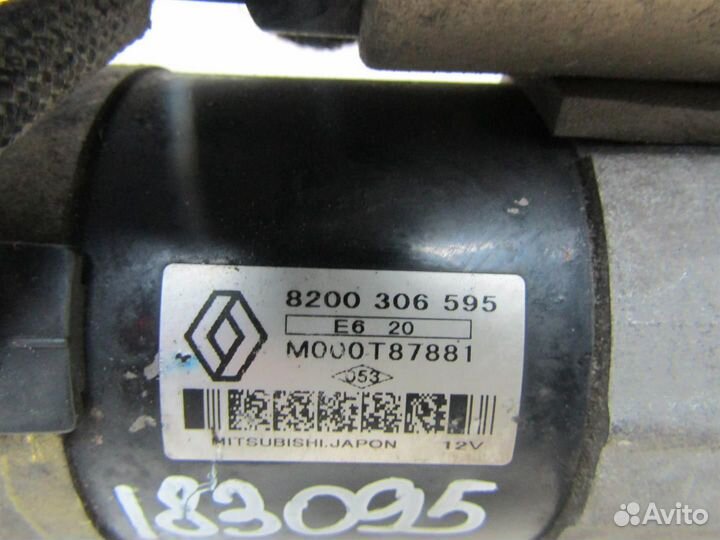 8200 306 595
E6 20
M000T87881
053
MITSUBISHI.JAPON 12V
183095
Avito